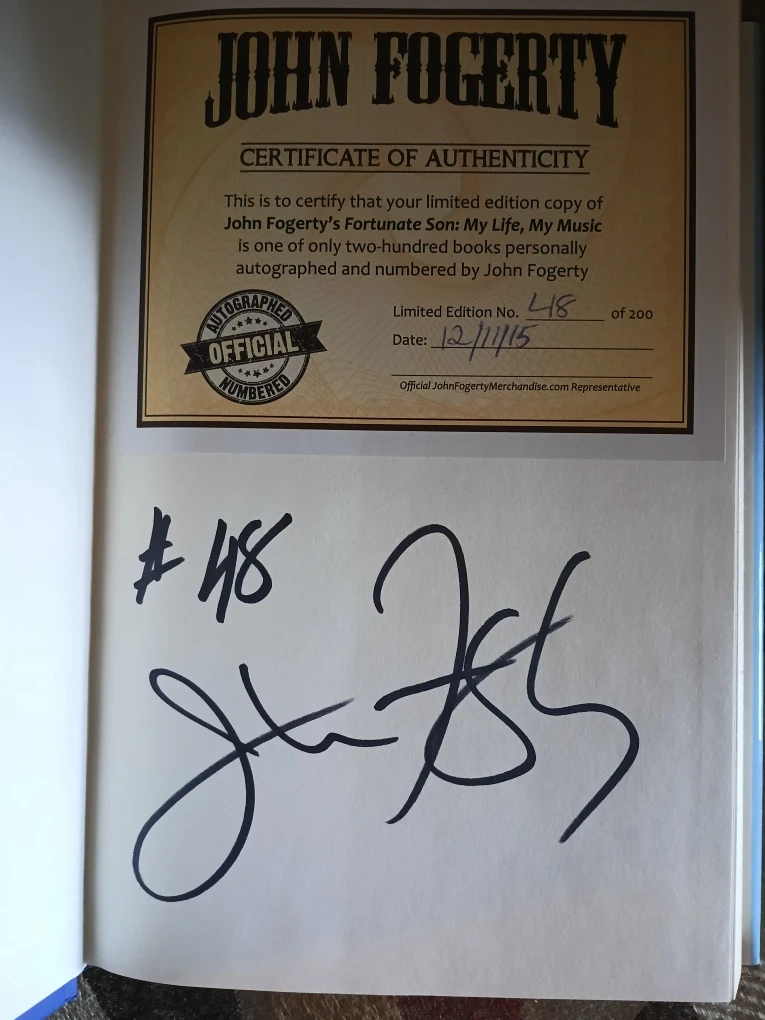 JOHN FOGERTY
CERTIFICATE OF AUTHENTICITY
This is to certify that your limited edition copy of
John Fogerty's Fortunate Son: My Life, My Music
is one of only two-hundred books personally
autographed and numbered by John Fogerty
AUTOGRAPHED
OFFICIAL
NUMBERED
Limited Edition No. 48 of 200
Date: 12/11/15
Official JohnFogertyMerchandise.com Representative
# 48